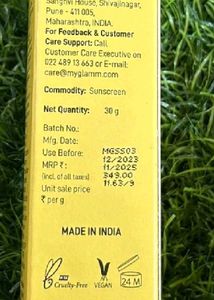 Sanghvi House, Shivajinagar,
Pune - 411 005,
Maharashtra, INDIA.
For Feedback & Customer
Care Support: Call,
Customer Care Executive on
022 489 13 663 or E-mail:
care@myglamm.com
Commodity: Sunscreen
Net Quantity: 30 g
Batch No.:
Mfg. Date:
Use Before: MGSS03
MRP ₹: 12/2023
(incl. of all taxes) 11/2025
Unit sale price 349.00
₹ per g 11.63/g
MADE IN INDIA
Cruelty-Free
VEGAN
24 M